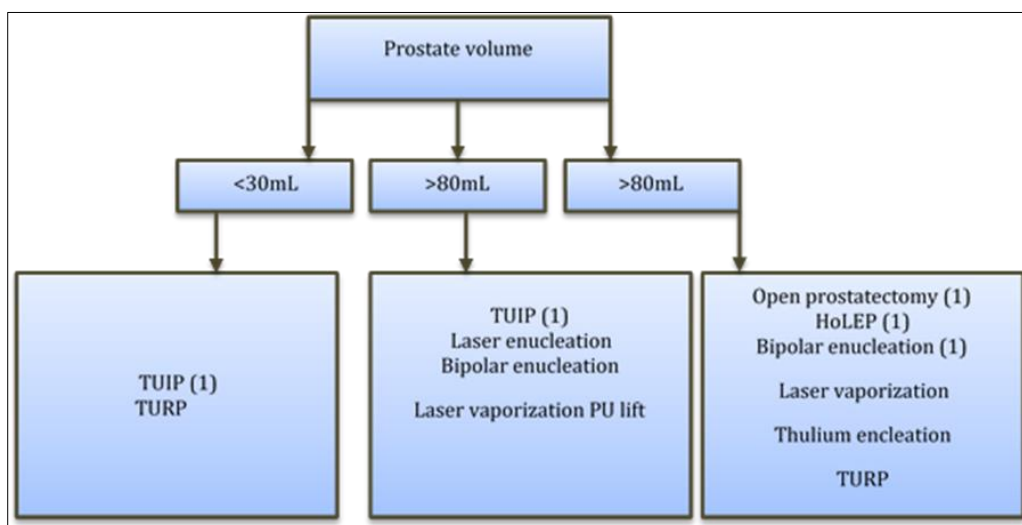 Prostate volume
<30mL
>80mL
>80mL
TUIP (1)
TURP
TUIP (1)
Laser enucleation
Bipolar enucleation
Laser vaporization PU lift
Open prostatectomy (1)
HoLEP (1)
Bipolar enucleation (1)
Laser vaporization
Thulium encleation
TURP